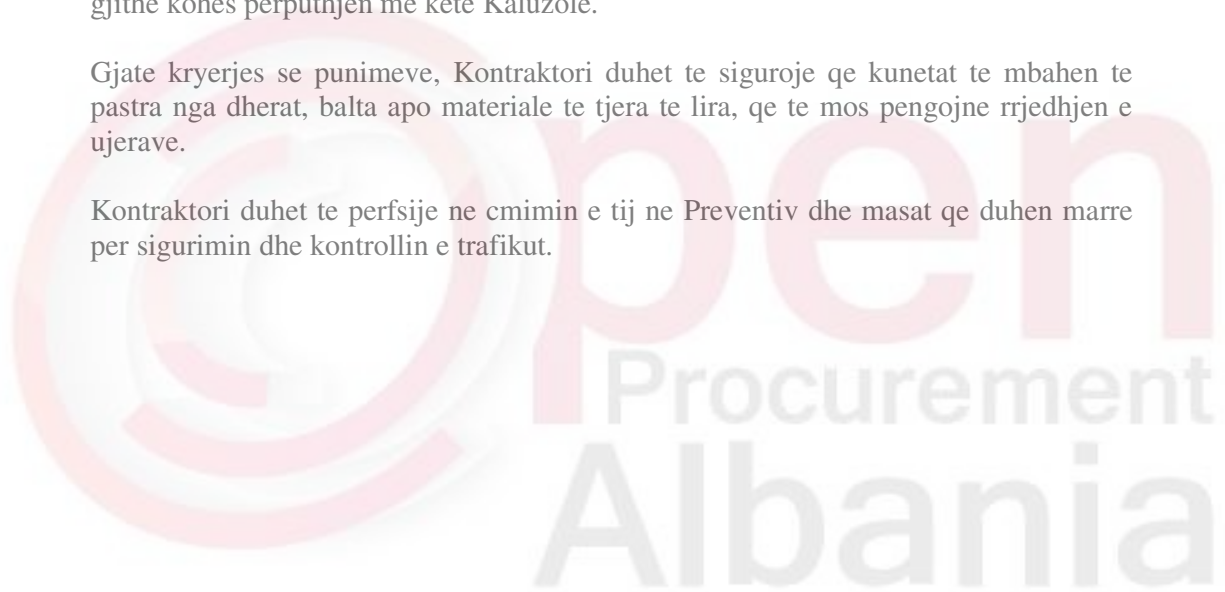 gjithe kohes perputhjen me kete Kaluzole.
Gjate kryerjes se punimeve, Kontraktori duhet te siguroje qe kunetat te mbahen te
pastra nga dherat, balta apo materiale te tjera te lira, qe te mos pengojne rrjedhjen e
ujerave.
Kontraktori duhet te perfsije ne cmimin e tij ne Preventiv dhe masat qe duhen marre
per sigurimin dhe kontrollin e trafikut.
Open
Procurement
Albania